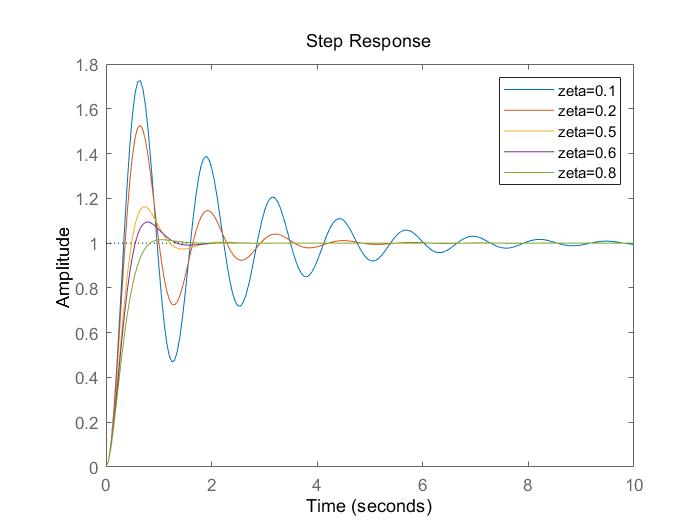 Step Response
1.8
1.6
1.4
1.2
1
0.8
0.6
0.4
0.2
0
Amplitude
zeta=0.1
zeta=0.2
zeta=0.5
zeta=0.6
zeta=0.8
0 2 4 6 8 10
Time (seconds)